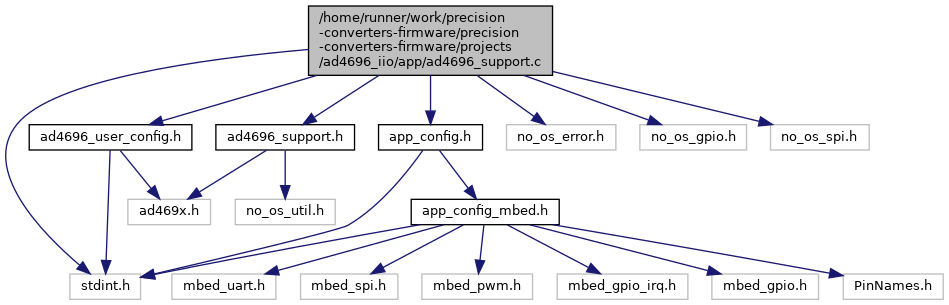 /home/runner/work/precision
-converters-firmware/precision
-converters-firmware/projects
/ad4696_iio/app/ad4696_support.c
ad4696_user_config.h
ad4696_support.h
app_config.h
no_os_error.h
no_os_gpio.h
no_os_spi.h
ad469x.h
no_os_util.h
app_config_mbed.h
stdint.h
mbed_uart.h
mbed_spi.h
mbed_pwm.h
mbed_gpio_irq.h
mbed_gpio.h
PinNames.h